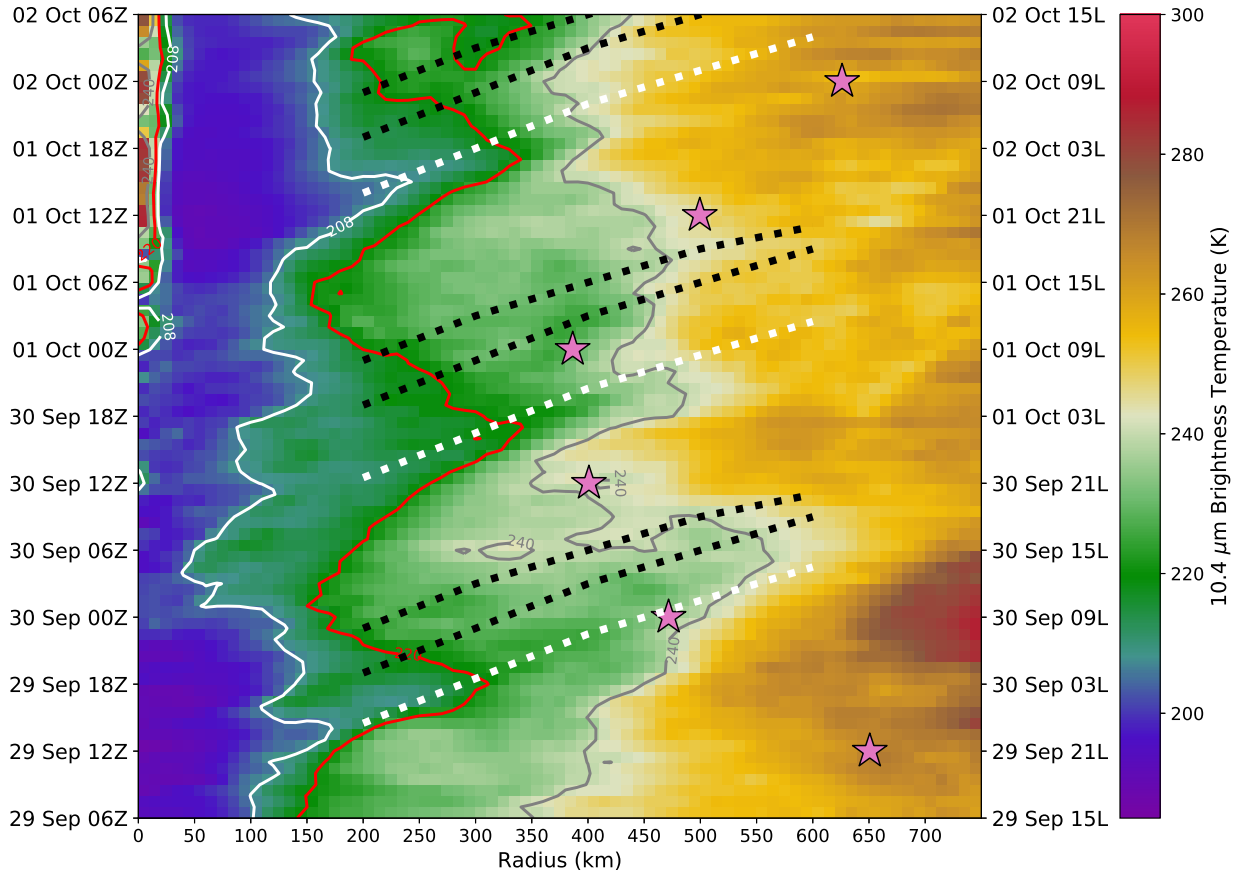 02 Oct 06Z
02 Oct 00Z
01 Oct 18Z
01 Oct 12Z
01 Oct 06Z
01 Oct 00Z
30 Sep 18Z
30 Sep 12Z
30 Sep 06Z
30 Sep 00Z
29 Sep 18Z
29 Sep 12Z
29 Sep 06Z
208
240
240
208
208
240
240
220
240
0 50 100 150 200 250 300 350 400 450 500 550 600 650 700
Radius (km)
02 Oct 15L
02 Oct 09L
02 Oct 03L
01 Oct 21L
01 Oct 15L
01 Oct 09L
01 Oct 03L
30 Sep 21L
30 Sep 15L
30 Sep 09L
30 Sep 03L
29 Sep 21L
29 Sep 15L
300
280
260
240
220
200
10.4 μm Brightness Temperature (K)